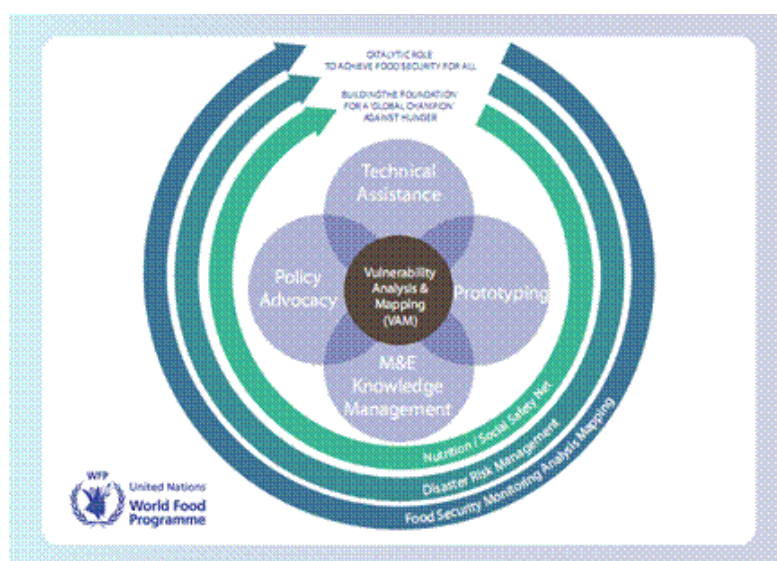 CATALYTIC ROLE
TO ACHIEVE FOOD SECURITY FOR ALL
BUILDING THE FOUNDATION
FOR A 'GLOBAL CHAMPION'
AGAINST HUNGER
Technical
Assistance
Policy
Advocacy
Vulnerability
Analysis &
Mapping
(VAM)
Prototyping
M&E
Knowledge
Management
Nutrition / Social Safety Net
Disaster Risk Management
Food Security Monitoring Analysis Mapping
WFP
United Nations
World Food
Programme